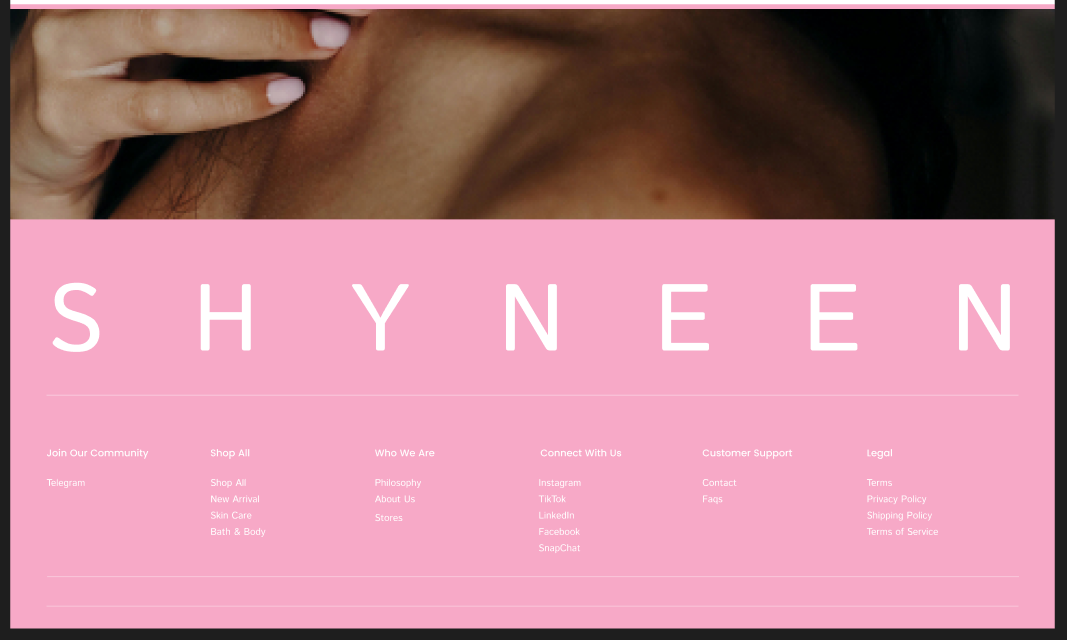 SHYNEEN
Join Our Community
Telegram
Shop All
Shop All
New Arrival
Skin Care
Bath & Body
Who We Are
Philosophy
About Us
Stores
Connect With Us
Instagram
TikTok
LinkedIn
Facebook
SnapChat
Customer Support
Contact
Faqs
Legal
Terms
Privacy Policy
Shipping Policy
Terms of Service